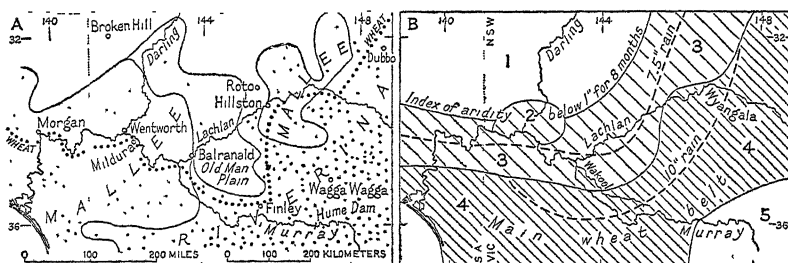 A 140 144 148
32
Broken Hill
Darling
WHEAT
Dubbo
Roto
Hillston
MALLEE
Morgan
Wentworth
Lachlan
WHEAT
Mildura
Balranald
Old Man
Plain
MALLEE
RIVERINA
Wagga Wagga
Finley
Hume Dam
36
Murray
0 100 200 MILES 0 100 200 KILOMETERS
B 140 144 148
32
NSW
1
Darling
3
7.5" rain
Index of aridity
2
below 1" for 8 months
Lachlan
Wyangala
3
4
Wakool
10" rain
4
Main wheat belt
5
36
Murray
SA
VIC